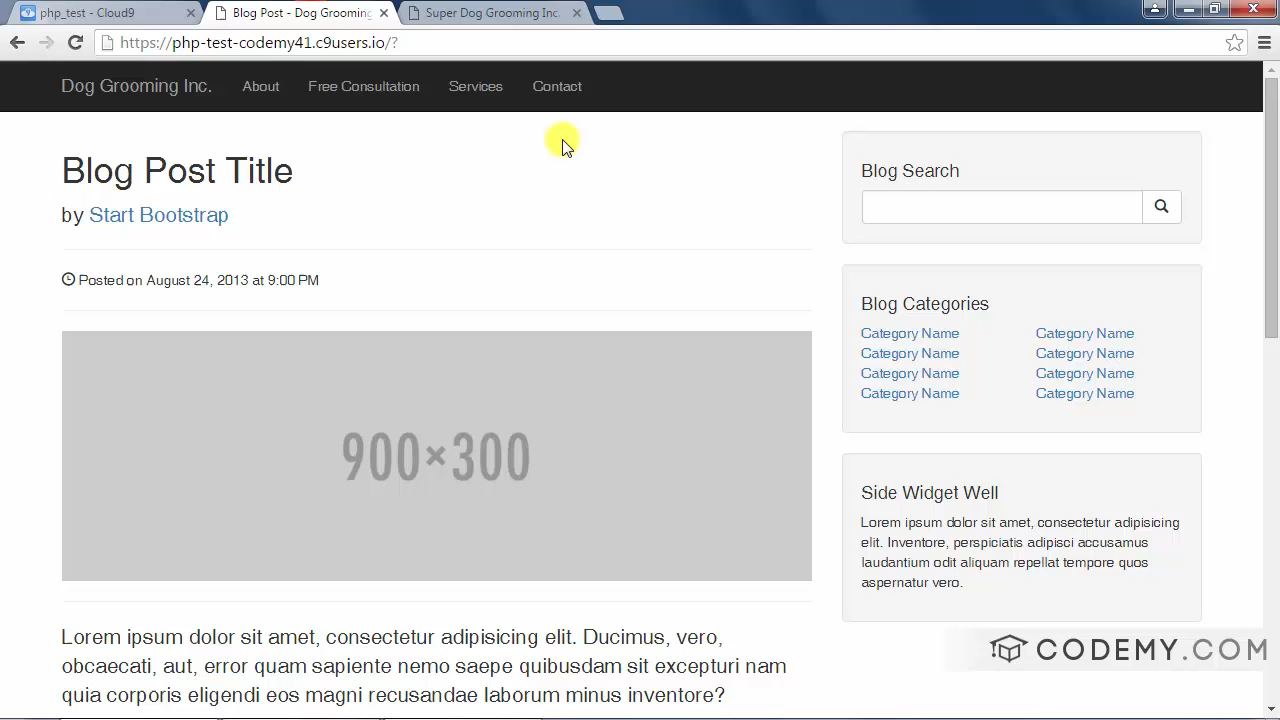 php_test - Cloud9
Blog Post - Dog Grooming
Super Dog Grooming Inc.
https://php-test-codemy41.c9users.io/?
Dog Grooming Inc. About Free Consultation Services Contact
Blog Post Title
by Start Bootstrap
Posted on August 24, 2013 at 9:00 PM
900×300
Lorem ipsum dolor sit amet, consectetur adipisicing elit. Ducimus, vero,
obcaecati, aut, error quam sapiente nemo saepe quibusdam sit excepturi nam
quia corporis eligendi eos magni recusandae laborum minus inventore?
Blog Search
Blog Categories
Category Name Category Name
Category Name Category Name
Category Name Category Name
Category Name Category Name
Side Widget Well
Lorem ipsum dolor sit amet, consectetur adipisicing
elit. Inventore, perspiciatis adipisci accusamus
laudantium odit aliquam repellat tempore quos
aspernatur vero.
CODEMY.COM